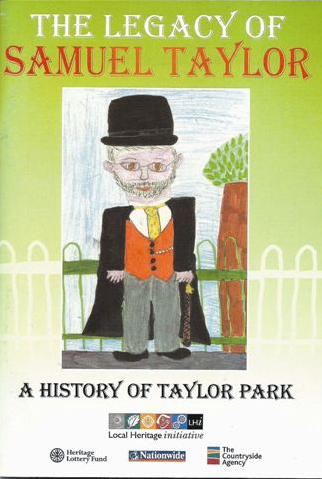 THE LEGACY OF
SAMUEL TAYLOR
A HISTORY OF TAYLOR PARK
LHi
Local Heritage initiative
Heritage
Lottery Fund
Nationwide
The
Countryside
Agency